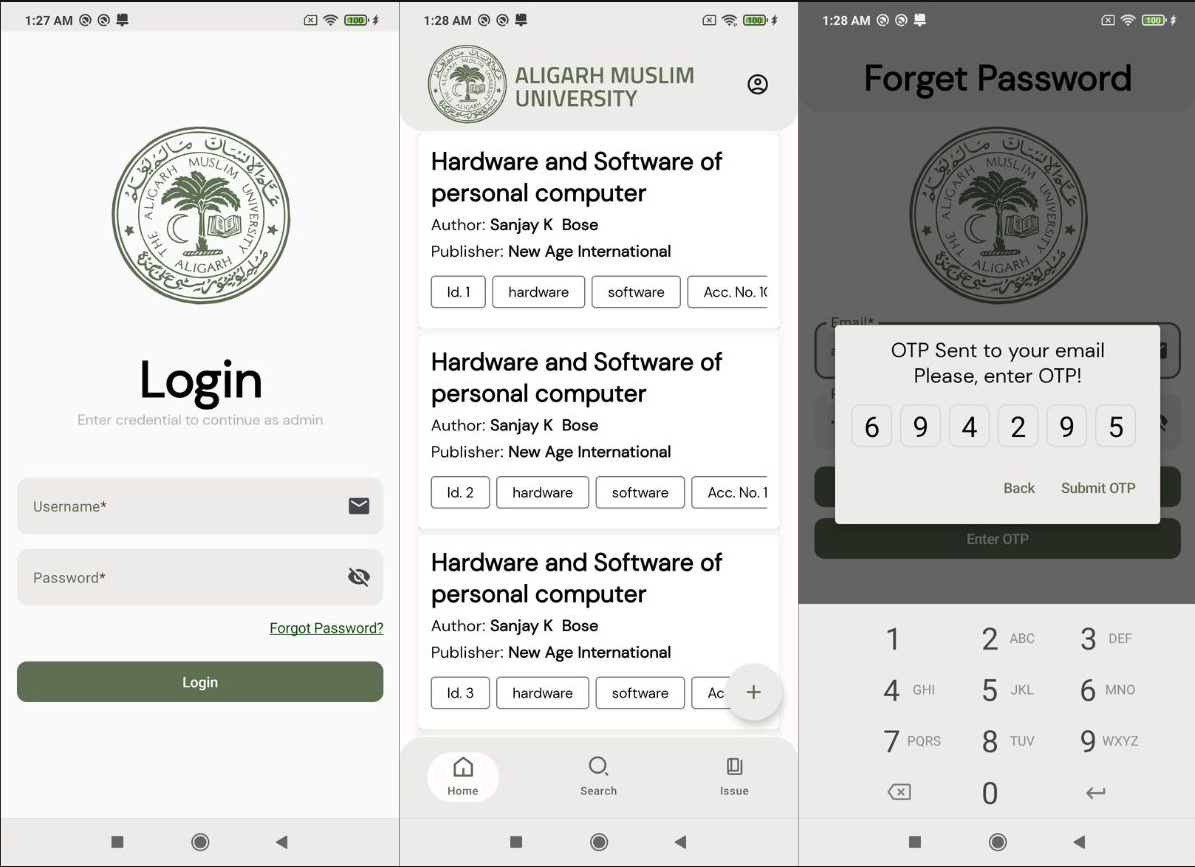 1:27 AM
100
THE ALIGARH MUSLIM UNIVERSITY
ALIGARH
Login
Enter credential to continue as admin
Username*
Password*
Forgot Password?
Login
1:28 AM
100
ALIGARH MUSLIM
UNIVERSITY
Hardware and Software of
personal computer
Author: Sanjay K Bose
Publisher: New Age International
Id. 1 hardware software Acc. No. 10
Hardware and Software of
personal computer
Author: Sanjay K Bose
Publisher: New Age International
Id. 2 hardware software Acc. No. 1
Hardware and Software of
personal computer
Author: Sanjay K Bose
Publisher: New Age International
Id. 3 hardware software Ac
+
Home Search Issue
1:28 AM
100
Forget Password
THE ALIGARH MUSLIM UNIVERSITY
ALIGARH
Email*
OTP Sent to your email
Please, enter OTP!
6 9 4 2 9 5
Back Submit OTP
Enter OTP
1 2 ABC 3 DEF
4 GHI 5 JKL 6 MNO
7 PQRS 8 TUV 9 WXYZ
0